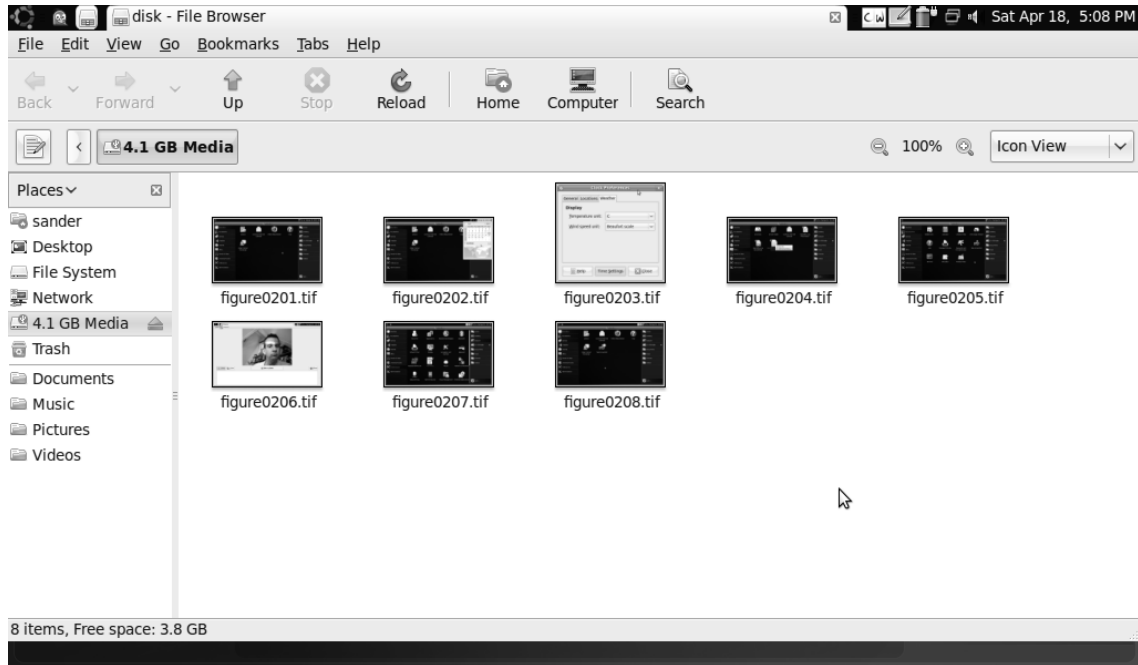 disk - File Browser
Sat Apr 18, 5:08 PM
File Edit View Go Bookmarks Tabs Help
Back Forward Up Stop Reload Home Computer Search
4.1 GB Media 100% Icon View
Places
sander
Desktop
File System
Network
4.1 GB Media
Trash
Documents
Music
Pictures
Videos
figure0201.tif figure0202.tif figure0203.tif figure0204.tif figure0205.tif
figure0206.tif figure0207.tif figure0208.tif
8 items, Free space: 3.8 GB